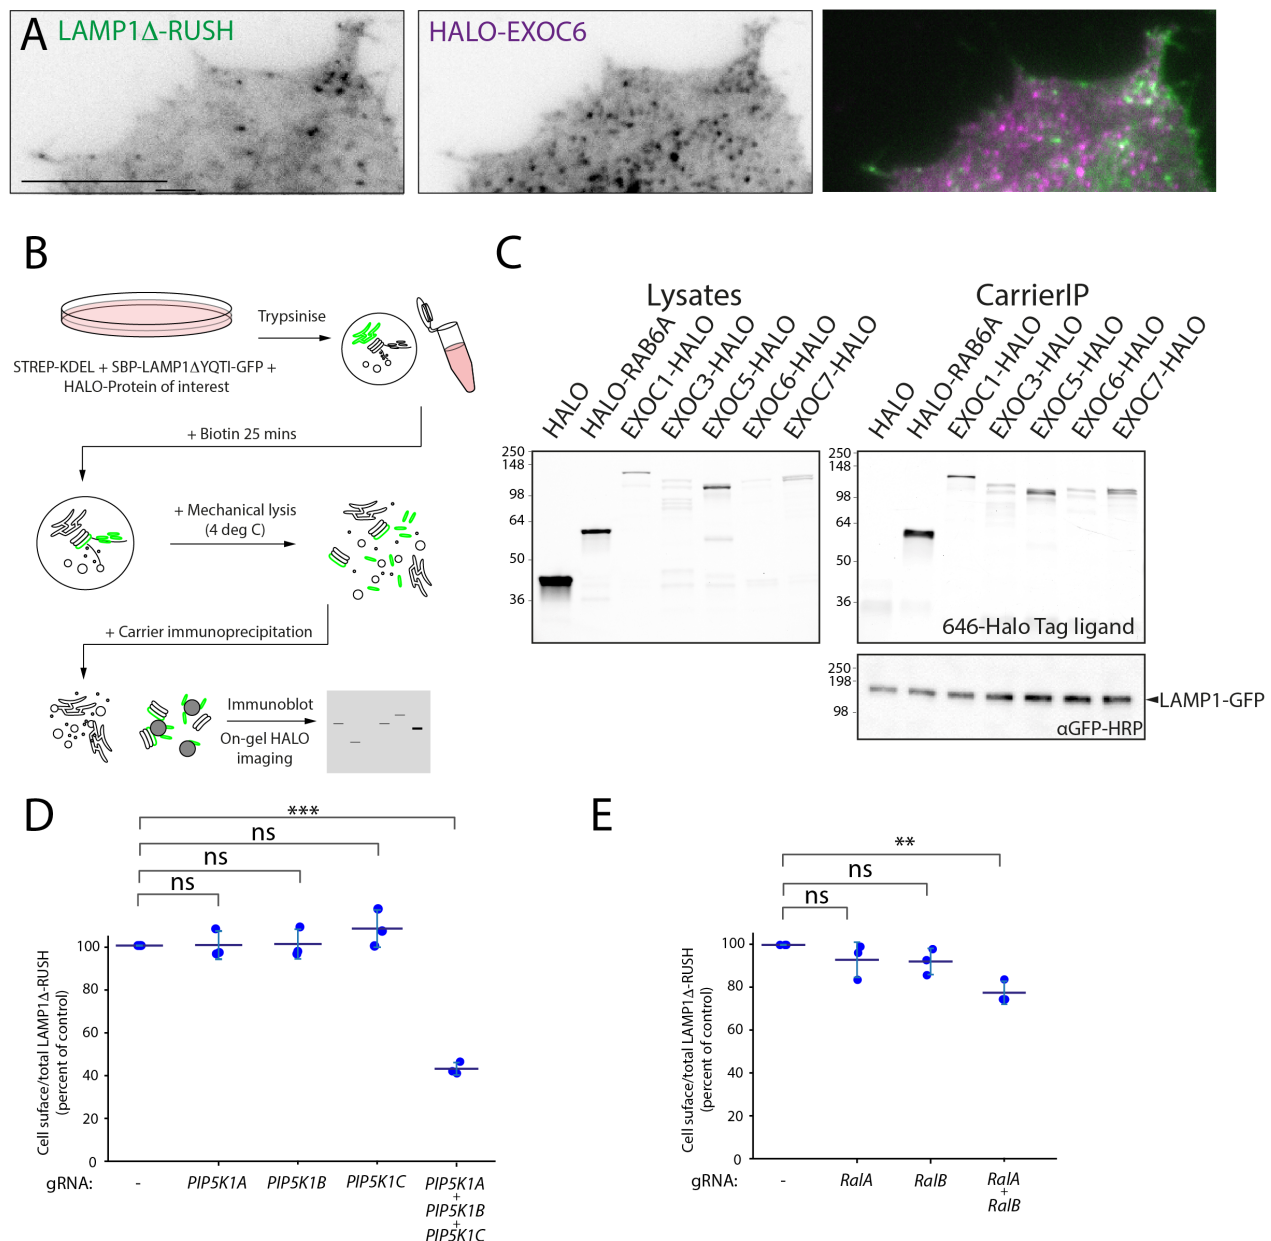 A
LAMP1Δ-RUSH
HALO-EXOC6
B
Trypsinise
STREP-KDEL + SBP-LAMP1ΔYQTI-GFP +
HALO-Protein of interest
+ Biotin 25 mins
+ Mechanical lysis
(4 deg C)
+ Carrier immunoprecipitation
Immunoblot
On-gel HALO
imaging
C
Lysates
HALO
HALO-RAB6A
EXOC1-HALO
EXOC3-HALO
EXOC5-HALO
EXOC6-HALO
EXOC7-HALO
250
148
98
64
50
36
CarrierIP
HALO
HALO-RAB6A
EXOC1-HALO
EXOC3-HALO
EXOC5-HALO
EXOC6-HALO
EXOC7-HALO
250
148
98
64
50
36
646-Halo Tag ligand
250
198
98
LAMP1-GFP
αGFP-HRP
D
***
ns
ns
ns
Cell suface/total LAMP1Δ-RUSH
(percent of control)
100
80
60
40
20
0
gRNA:
-
PIP5K1A
PIP5K1B
PIP5K1C
PIP5K1A
+
PIP5K1B
+
PIP5K1C
E
**
ns
ns
Cell suface/total LAMP1Δ-RUSH
(percent of control)
100
80
60
40
20
0
gRNA:
-
RalA
RalB
RalA
+
RalB